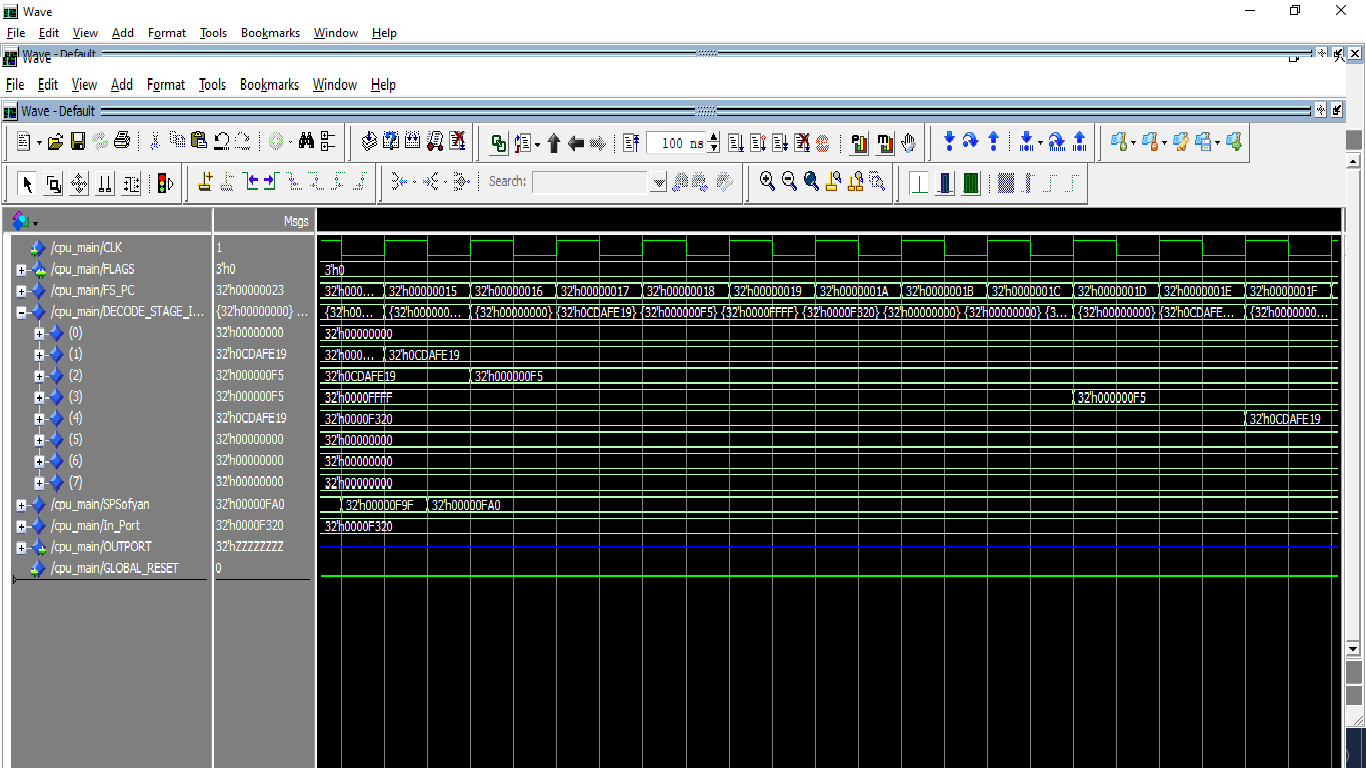 Wave
File Edit View Add Format Tools Bookmarks Window Help
Wave - Default
Wave
File Edit View Add Format Tools Bookmarks Window Help
Wave - Default
100 ns
Search:
Msgs
/cpu_main/CLK 1
/cpu_main/FLAGS 3'h0 3'h0
/cpu_main/FS_PC 32'h00000023 32'h000... 32'h00000015 32'h00000016 32'h00000017 32'h00000018 32'h00000019 32'h0000001A 32'h0000001B 32'h0000001C 32'h0000001D 32'h0000001E 32'h0000001F
/cpu_main/DECODE_STAGE_I... {32'h00000000} ... {32'h00... {32'h0000000... {32'h00000000} {32'h0CDAFE19} {32'h000000F5} {32'h0000FFFF} {32'h0000F320} {32'h00000000} {32'h00000000} {3... {32'h00000000} {32'h0CDAFE... {32'h0000000...
(0) 32'h00000000 32'h00000000
(1) 32'h0CDAFE19 32'h000... 32'h0CDAFE19
(2) 32'h000000F5 32'h0CDAFE19 32'h000000F5
(3) 32'h000000F5 32'h0000FFFF 32'h000000F5
(4) 32'h0CDAFE19 32'h0000F320 32'h0CDAFE19
(5) 32'h00000000 32'h00000000
(6) 32'h00000000 32'h00000000
(7) 32'h00000000 32'h00000000
/cpu_main/SPSofyan 32'h00000FA0 32'h00000F9F 32'h00000FA0
/cpu_main/In_Port 32'h0000F320 32'h0000F320
/cpu_main/OUTPORT 32'hZZZZZZZZ
/cpu_main/GLOBAL_RESET 0